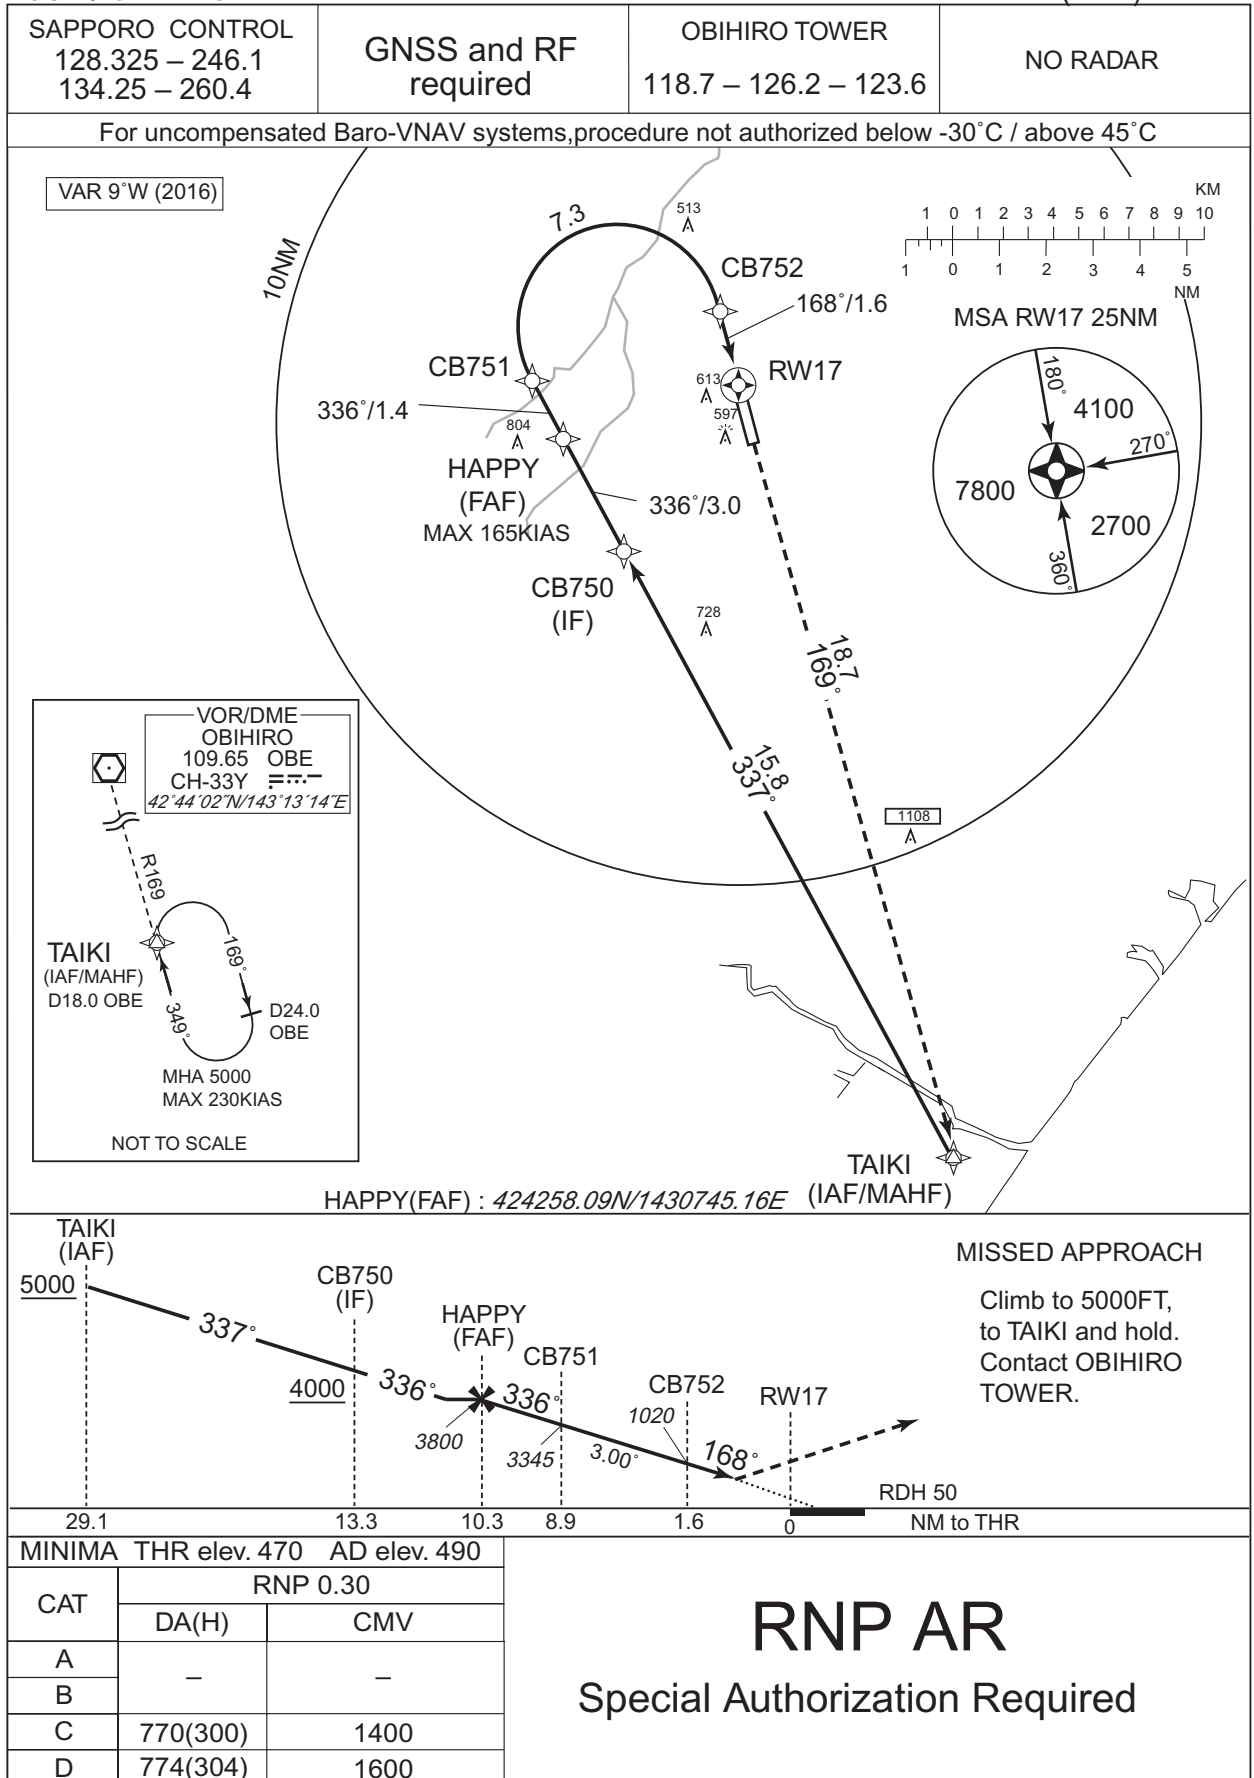 SAPPORO CONTROL
128.325 – 246.1
134.25 – 260.4
GNSS and RF
required
OBIHIRO TOWER
118.7 – 126.2 – 123.6
NO RADAR
For uncompensated Baro-VNAV systems,procedure not authorized below -30˚C / above 45˚C
VAR 9˚W (2016)
10NM
7.3
513
CB752
168˚/1.6
KM
1 0 1 2 3 4 5 6 7 8 9 10
1 0 1 2 3 4 5
NM
MSA RW17 25NM
180˚
4100
270˚
7800
2700
360˚
CB751
336˚/1.4
RW17
613
597
804
HAPPY
(FAF)
MAX 165KIAS
336˚/3.0
CB750
(IF)
728
18.7
169˚
15.8
337˚
1108
VOR/DME
OBIHIRO
109.65 OBE
CH-33Y
42˚44´02˝N/143˚13´14˝E
R169
TAIKI
(IAF/MAHF)
D18.0 OBE
169˚
349˚
D24.0
OBE
MHA 5000
MAX 230KIAS
NOT TO SCALE
TAIKI
(IAF/MAHF)
HAPPY(FAF) : 424258.09N/1430745.16E
TAIKI
(IAF)
5000
337˚
CB750
(IF)
4000
336˚
HAPPY
(FAF)
3800
336˚
CB751
3345
3.00˚
CB752
1020
168˚
RW17
RDH 50
29.1 13.3 10.3 8.9 1.6 0 NM to THR
MISSED APPROACH
Climb to 5000FT,
to TAIKI and hold.
Contact OBIHIRO
TOWER.
MINIMA THR elev. 470 AD elev. 490
CAT
RNP 0.30
DA(H) CMV
A
– –
B
C 770(300) 1400
D 774(304) 1600
RNP AR
Special Authorization Required